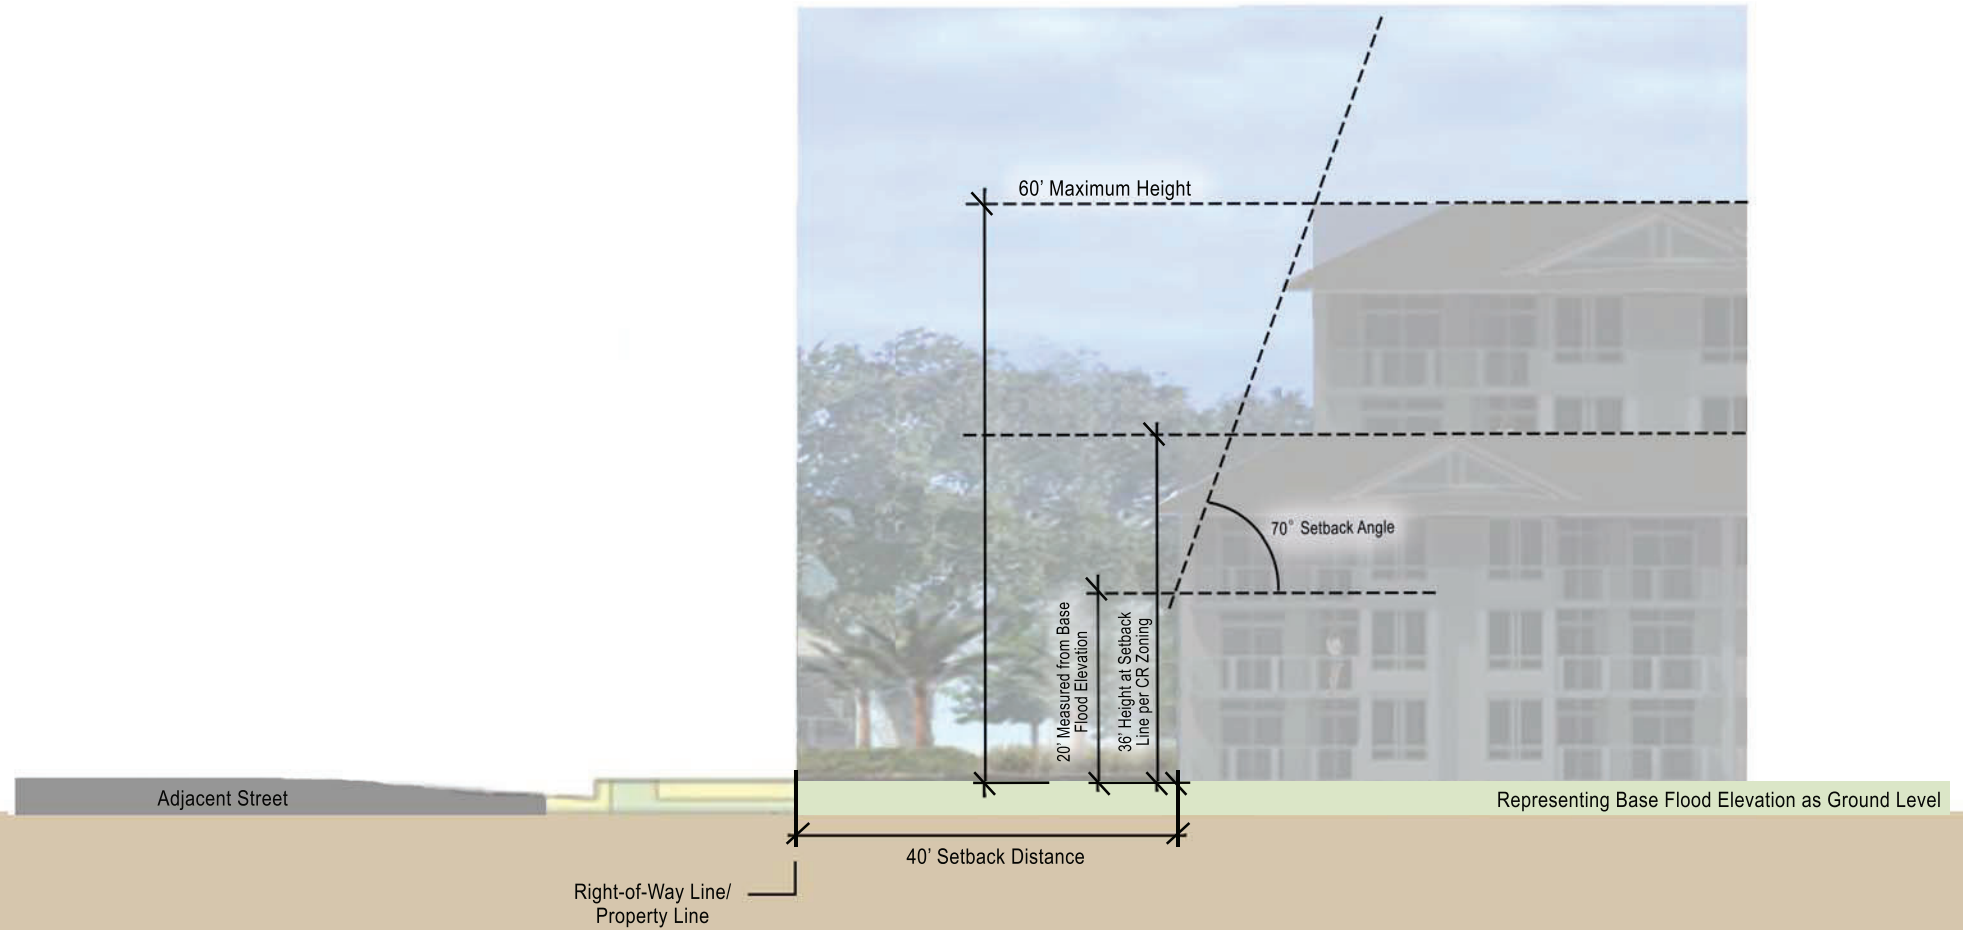 60’ Maximum Height
70° Setback Angle
20’ Measured from Base
Flood Elevation
36’ Height at Setback
Line per CR Zoning
Adjacent Street
Representing Base Flood Elevation as Ground Level
40’ Setback Distance
Right-of-Way Line/
Property Line